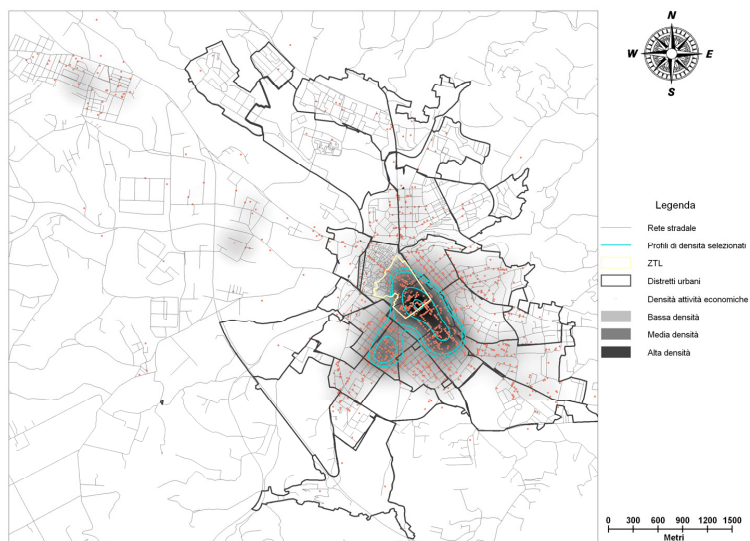 N
W E
S
Legenda
Rete stradale
Profili di densità selezionati
ZTL
Distretti urbani
Densità attività economiche
Bassa densità
Media densità
Alta densità
0 300 600 900 1200 1500
Metri